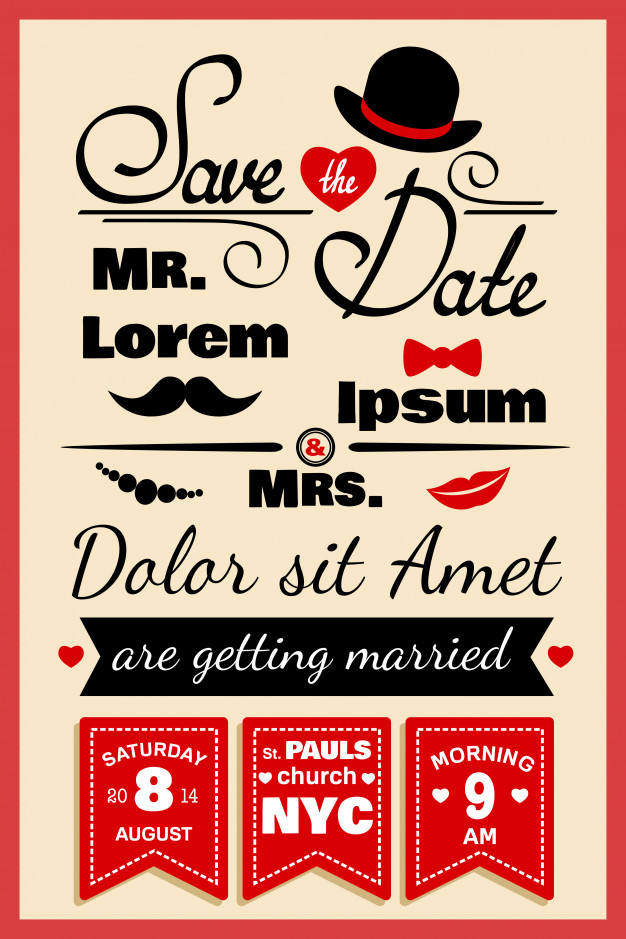 Save the
Date
Mr.
Lorem
Ipsum
&
Mrs.
Dolor sit Amet
are getting married
SATURDAY
20 8 14
AUGUST
St. PAULS
church
NYC
MORNING
9
AM